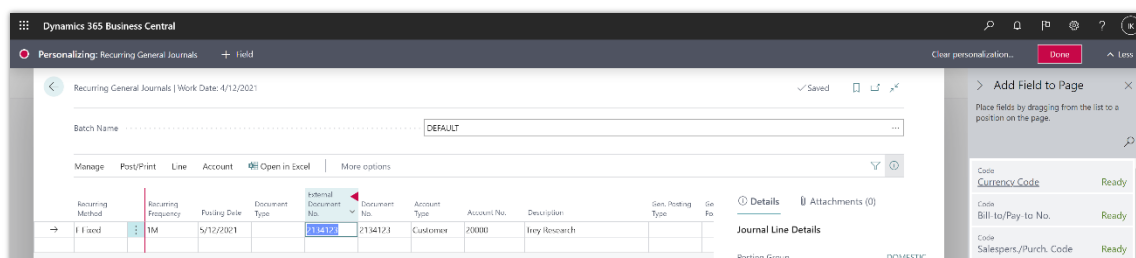 Dynamics 365 Business Central ? IK
Personalizing: Recurring General Journals + Field Clear personalization... Done Less
Recurring General Journals | Work Date: 4/12/2021 Saved
Add Field to Page
Place fields by dragging from the list to a
position on the page.
Batch Name DEFAULT ...
Manage Post/Print Line Account Open in Excel More options
Code
Currency Code Ready
Code
Bill-to/Pay-to No. Ready
Code
Salespers./Purch. Code Ready
Recurring Method Recurring Frequency Posting Date Document Type External Document No. Document No. Account Type Account No. Description Gen. Posting Type Ge Po
F Fixed 1M 5/12/2021 2134123 2134123 Customer 20000 Trey Research
Details Attachments (0)
Journal Line Details
Posting Group DOMESTIC